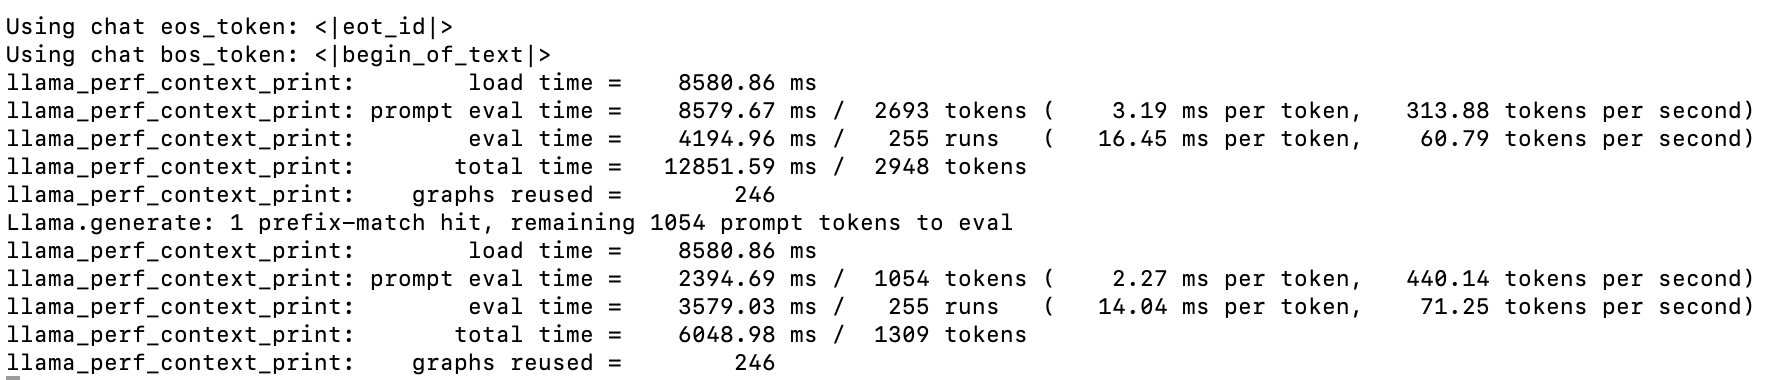 Using chat eos_token: <|eot_id|>
Using chat bos_token: <|begin_of_text|>
llama_perf_context_print:        load time =    8580.86 ms
llama_perf_context_print: prompt eval time =    8579.67 ms /  2693 tokens (    3.19 ms per token,   313.88 tokens per second)
llama_perf_context_print:        eval time =    4194.96 ms /   255 runs   (   16.45 ms per token,    60.79 tokens per second)
llama_perf_context_print:       total time =   12851.59 ms /  2948 tokens
llama_perf_context_print:    graphs reused =        246
Llama.generate: 1 prefix-match hit, remaining 1054 prompt tokens to eval
llama_perf_context_print:        load time =    8580.86 ms
llama_perf_context_print: prompt eval time =    2394.69 ms /  1054 tokens (    2.27 ms per token,   440.14 tokens per second)
llama_perf_context_print:        eval time =    3579.03 ms /   255 runs   (   14.04 ms per token,    71.25 tokens per second)
llama_perf_context_print:       total time =    6048.98 ms /  1309 tokens
llama_perf_context_print:    graphs reused =        246